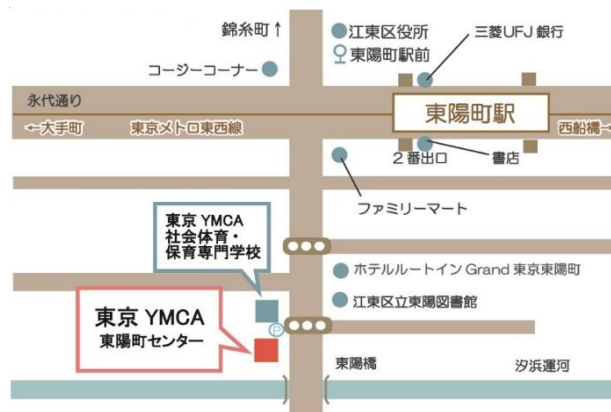 錦糸町↑
江東区役所
東陽町駅前
三菱UFJ銀行
コージーコーナー
永代通り
東陽町駅
←大手町
東京メトロ東西線
西船橋→
2番出口
書店
ファミリーマート
東京YMCA
社会体育・
保育専門学校
ホテルルートイン Grand 東京東陽町
江東区立東陽図書館
東京 YMCA
東陽町センター
P
東陽橋
汐浜運河